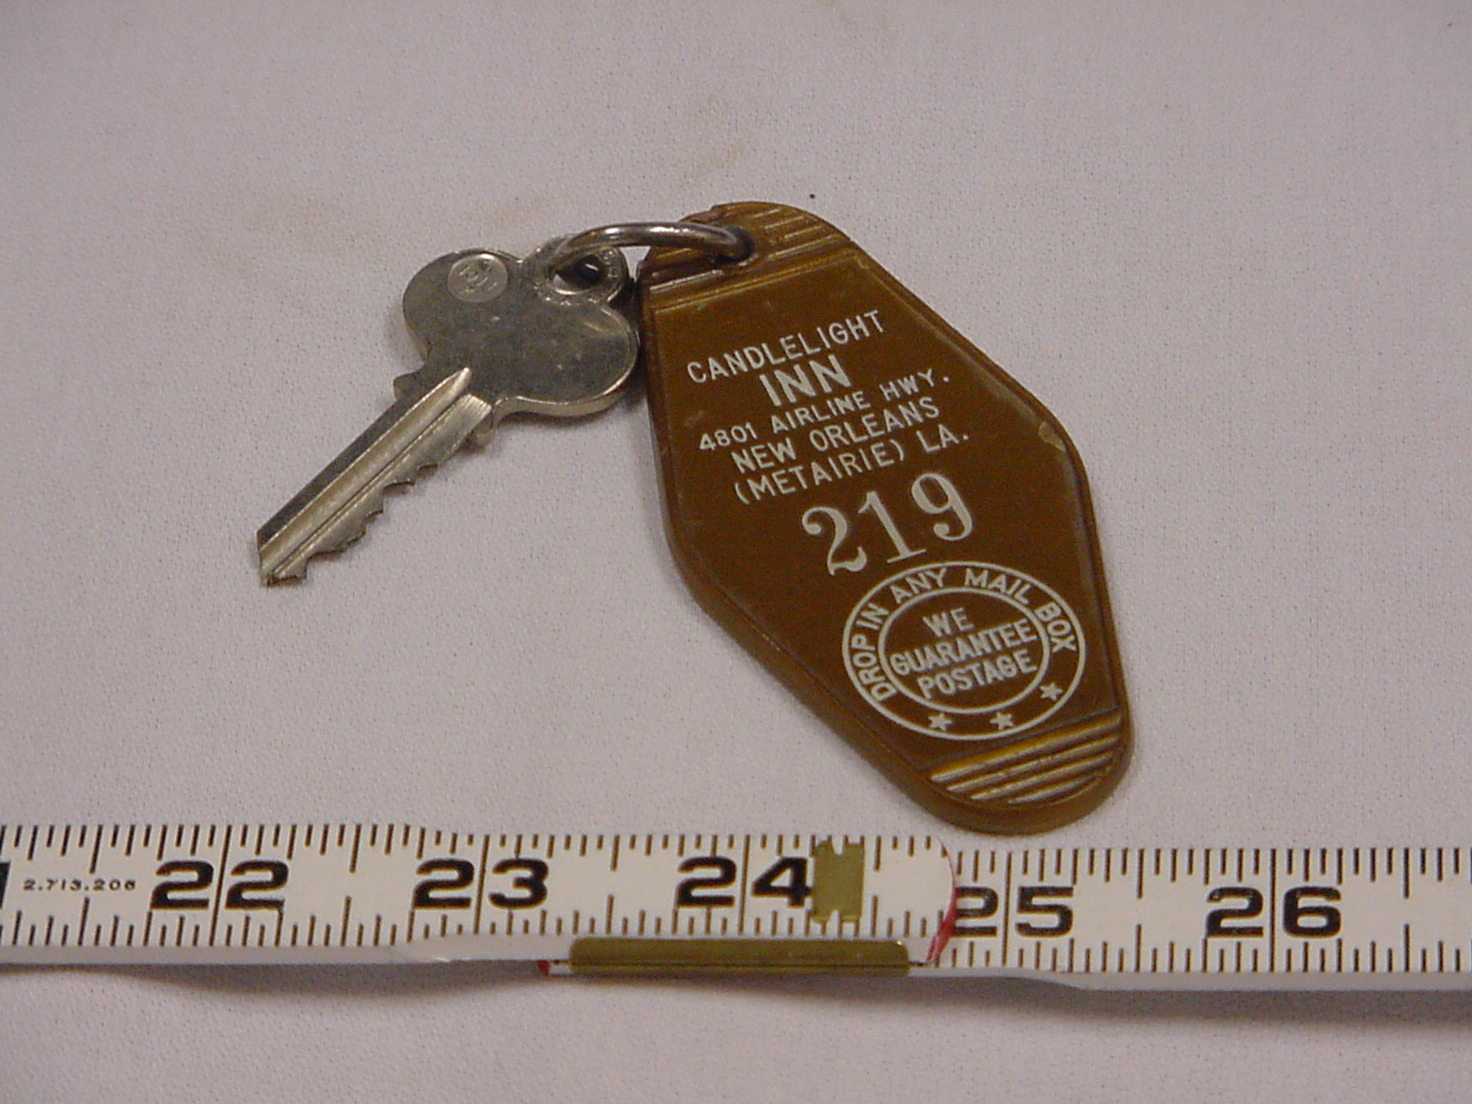 CANDLELIGHT
INN
4801 AIRLINE HWY.
NEW ORLEANS
(METAIRIE) LA.
219
DROP IN ANY MAIL BOX
WE
GUARANTEE
POSTAGE
2.713.206
22 23 24 25 26